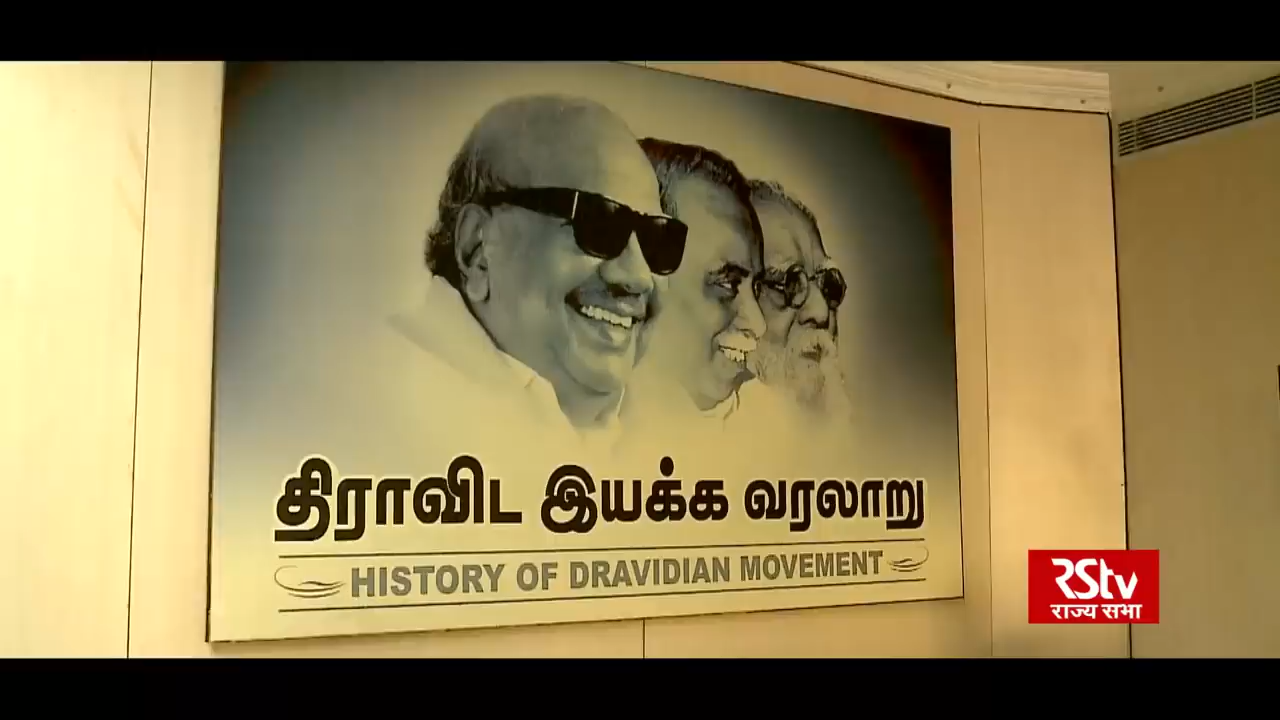 திராவிட இயக்க வரலாறு
HISTORY OF DRAVIDIAN MOVEMENT
RStv
राज्य सभा